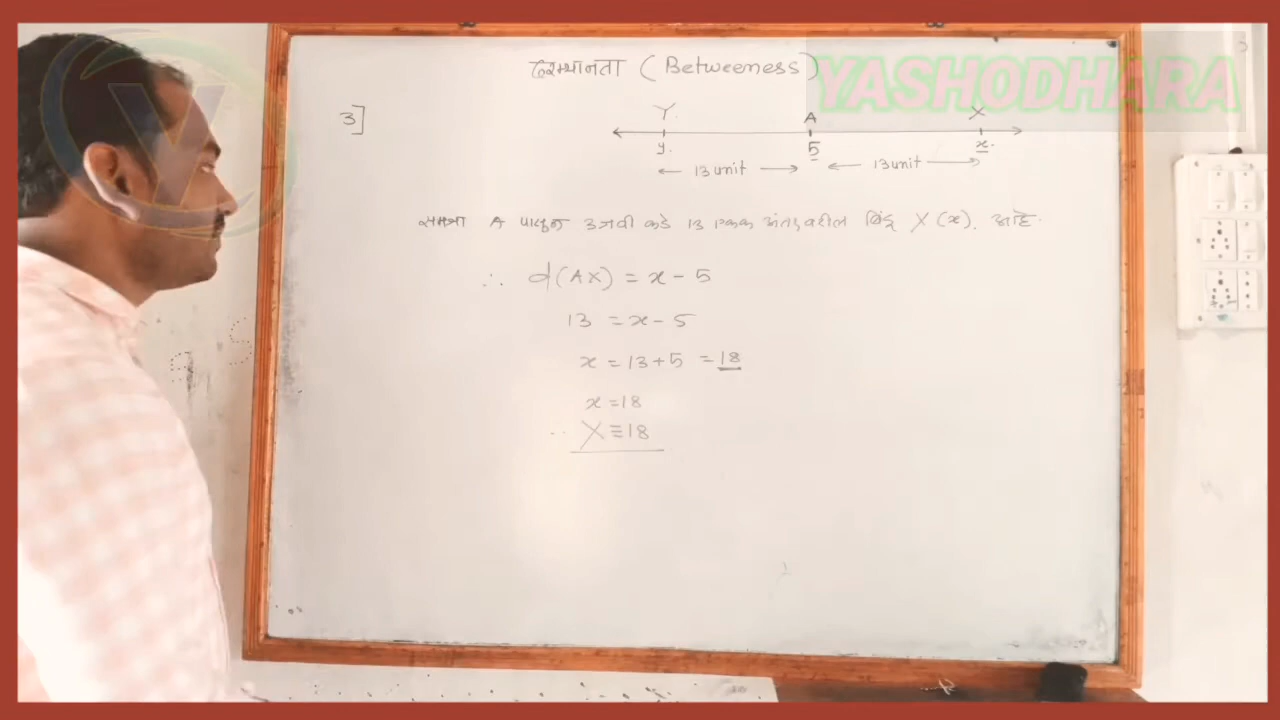 दरम्यानता (Betweeness)
YASHODHARA
3]
Y. A X
y. 5 x.
13 unit 13 unit
समजा A पासून उजवी कडे 13 एकक अंतरावरील बिंदू X (x). आहे.
∴ d(AX) = x - 5
13 = x - 5
x = 13 + 5 = 18
x = 18
∴ X ≡ 18